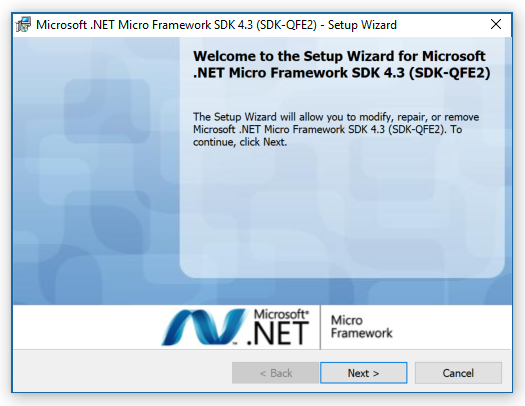 Microsoft .NET Micro Framework SDK 4.3 (SDK-QFE2) - Setup Wizard
Welcome to the Setup Wizard for Microsoft
.NET Micro Framework SDK 4.3 (SDK-QFE2)
The Setup Wizard will allow you to modify, repair, or remove
Microsoft .NET Micro Framework SDK 4.3 (SDK-QFE2). To
continue, click Next.
Microsoft®
.NET
Micro
Framework
< Back
Next >
Cancel